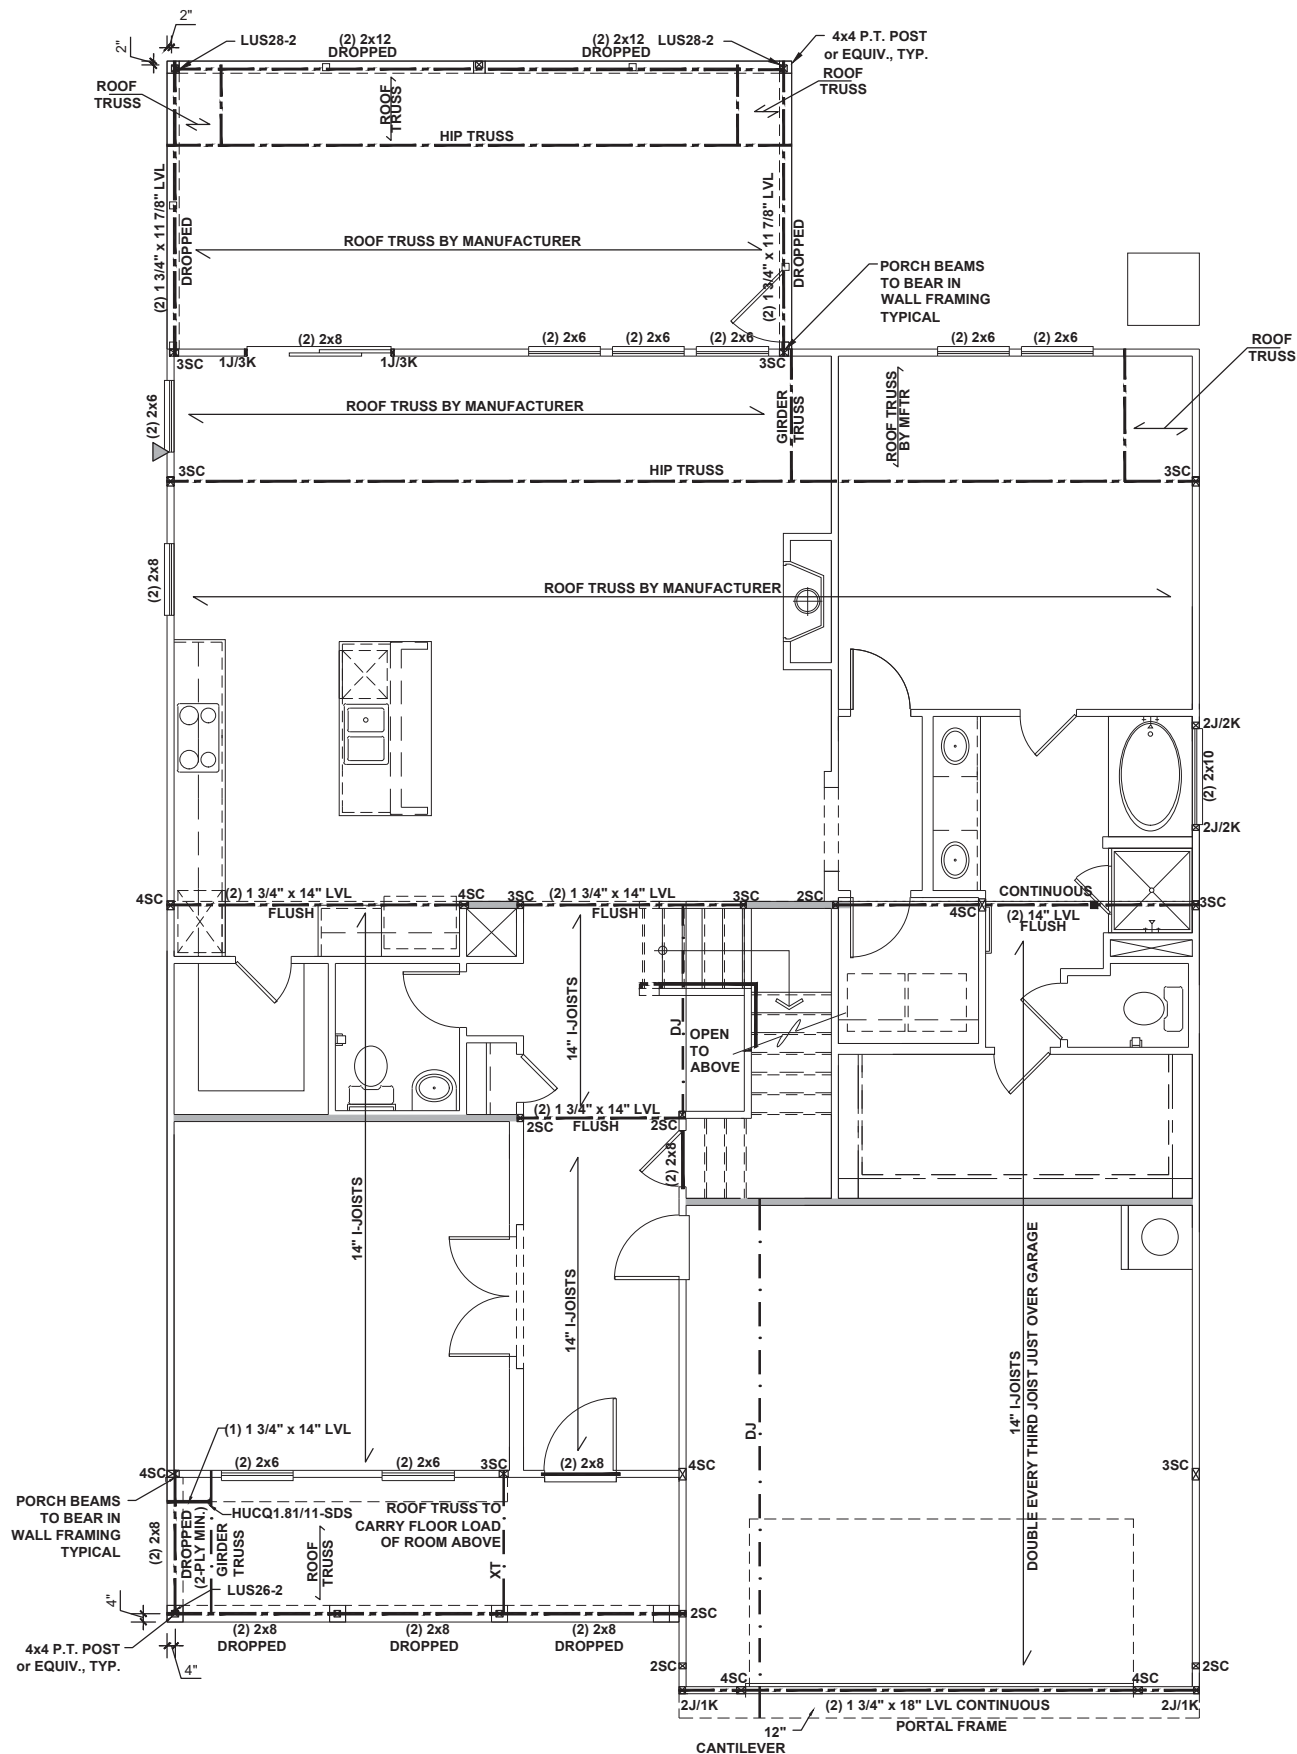 2"
2"
LUS28-2
(2) 2x12
DROPPED
(2) 2x12
DROPPED
LUS28-2
4x4 P.T. POST
or EQUIV., TYP.
ROOF
TRUSS
ROOF
TRUSS
ROOF
TRUSS
HIP TRUSS
(2) 1 3/4" x 11 7/8" LVL
DROPPED
ROOF TRUSS BY MANUFACTURER
(2) 1 3/4" x 11 7/8" LVL
DROPPED
PORCH BEAMS
TO BEAR IN
WALL FRAMING
TYPICAL
3SC
1J/3K
(2) 2x8
1J/3K
(2) 2x6
(2) 2x6
(2) 2x6
3SC
(2) 2x6
(2) 2x6
ROOF
TRUSS
(2) 2x6
ROOF TRUSS BY MANUFACTURER
GIRDER
TRUSS
ROOF TRUSS
BY MFTR
3SC
HIP TRUSS
3SC
(2) 2x8
ROOF TRUSS BY MANUFACTURER
2J/2K
(2) 2x10
2J/2K
4SC
(2) 1 3/4" x 14" LVL
FLUSH
4SC
3SC
(2) 1 3/4" x 14" LVL
FLUSH
3SC
2SC
4SC
CONTINUOUS
(2) 14" LVL
FLUSH
3SC
14" I-JOISTS
DJ
OPEN
TO
ABOVE
(2) 1 3/4" x 14" LVL
FLUSH
2SC
2SC
(2) 2x8
14" I-JOISTS
14" I-JOISTS
14" I-JOISTS
DOUBLE EVERY THIRD JOIST JUST OVER GARAGE
DJ
(1) 1 3/4" x 14" LVL
4SC
(2) 2x6
(2) 2x6
3SC
(2) 2x8
4SC
3SC
PORCH BEAMS
TO BEAR IN
WALL FRAMING
TYPICAL
(2) 2x8
DROPPED
(2-PLY MIN.)
GIRDER
TRUSS
HUCQ1.81/11-SDS
ROOF
TRUSS
ROOF TRUSS TO
CARRY FLOOR LOAD
OF ROOM ABOVE
XT
LUS26-2
4"
4x4 P.T. POST
or EQUIV., TYP.
4"
(2) 2x8
DROPPED
(2) 2x8
DROPPED
(2) 2x8
DROPPED
2SC
2SC
2SC
4SC
4SC
2J/1K
(2) 1 3/4" x 18" LVL CONTINUOUS
2J/1K
PORTAL FRAME
12"
CANTILEVER